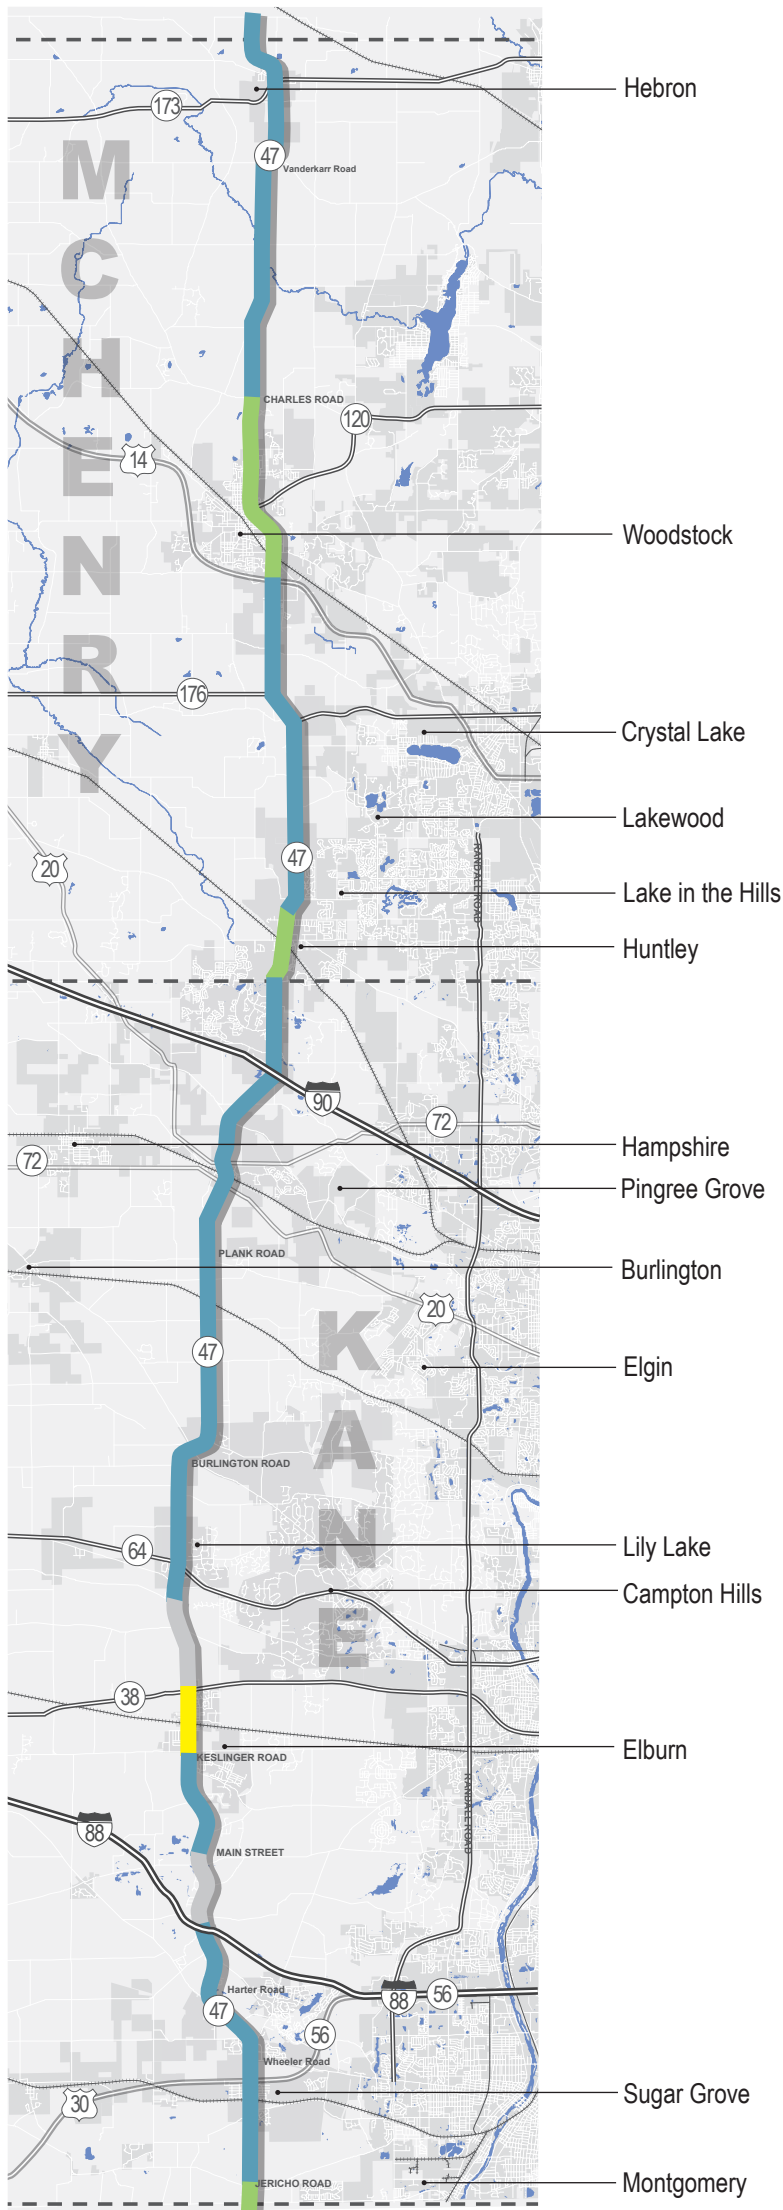 Hebron
173
47
Vanderkarr Road
MCHENRY
CHARLES ROAD
120
14
Woodstock
176
Crystal Lake
Lakewood
47
20
RANDALL ROAD
Lake in the Hills
Huntley
90
72
Hampshire
72
Pingree Grove
PLANK ROAD
Burlington
20
KANE
47
Elgin
BURLINGTON ROAD
64
Lily Lake
Campton Hills
38
Elburn
KESLINGER ROAD
RANDALL ROAD
88
MAIN STREET
Harter Road
88
56
47
56
Wheeler Road
30
Sugar Grove
JERICHO ROAD
Montgomery